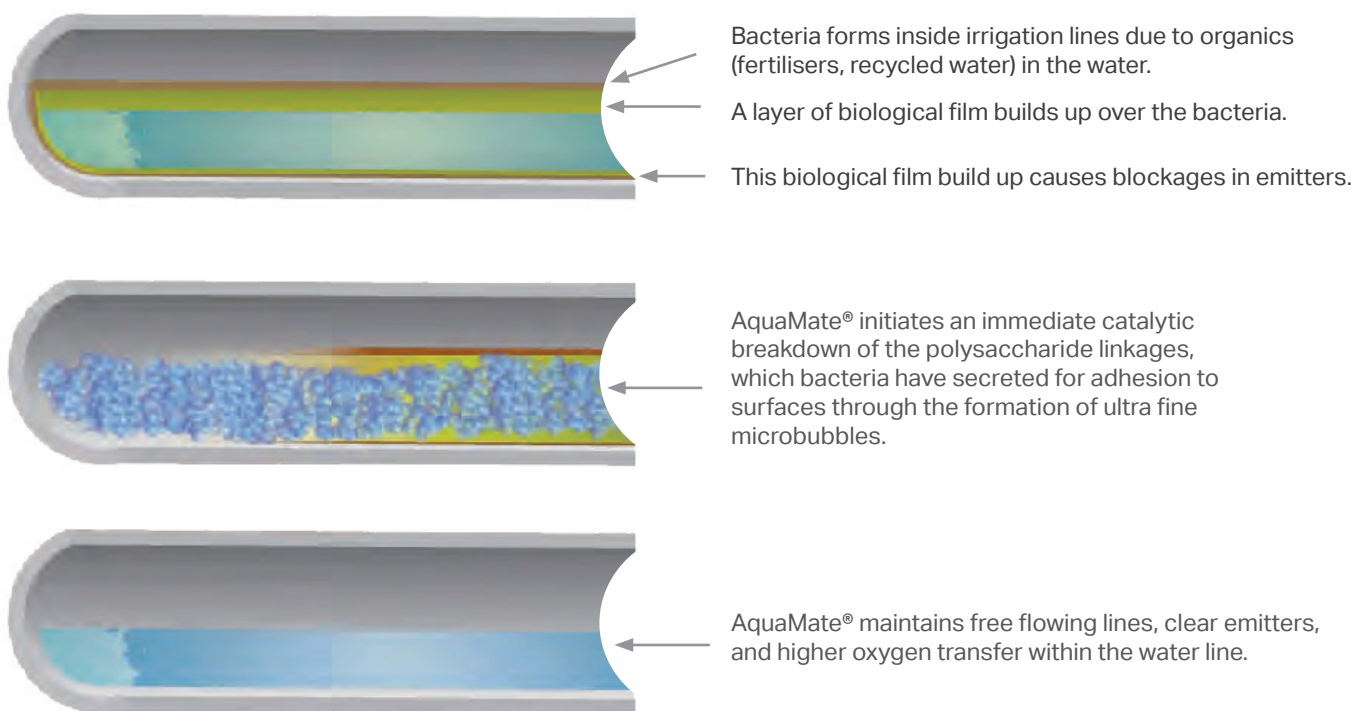 Bacteria forms inside irrigation lines due to organics
(fertilisers, recycled water) in the water.
A layer of biological film builds up over the bacteria.
This biological film build up causes blockages in emitters.
AquaMate® initiates an immediate catalytic
breakdown of the polysaccharide linkages,
which bacteria have secreted for adhesion to
surfaces through the formation of ultra fine
microbubbles.
AquaMate® maintains free flowing lines, clear emitters,
and higher oxygen transfer within the water line.